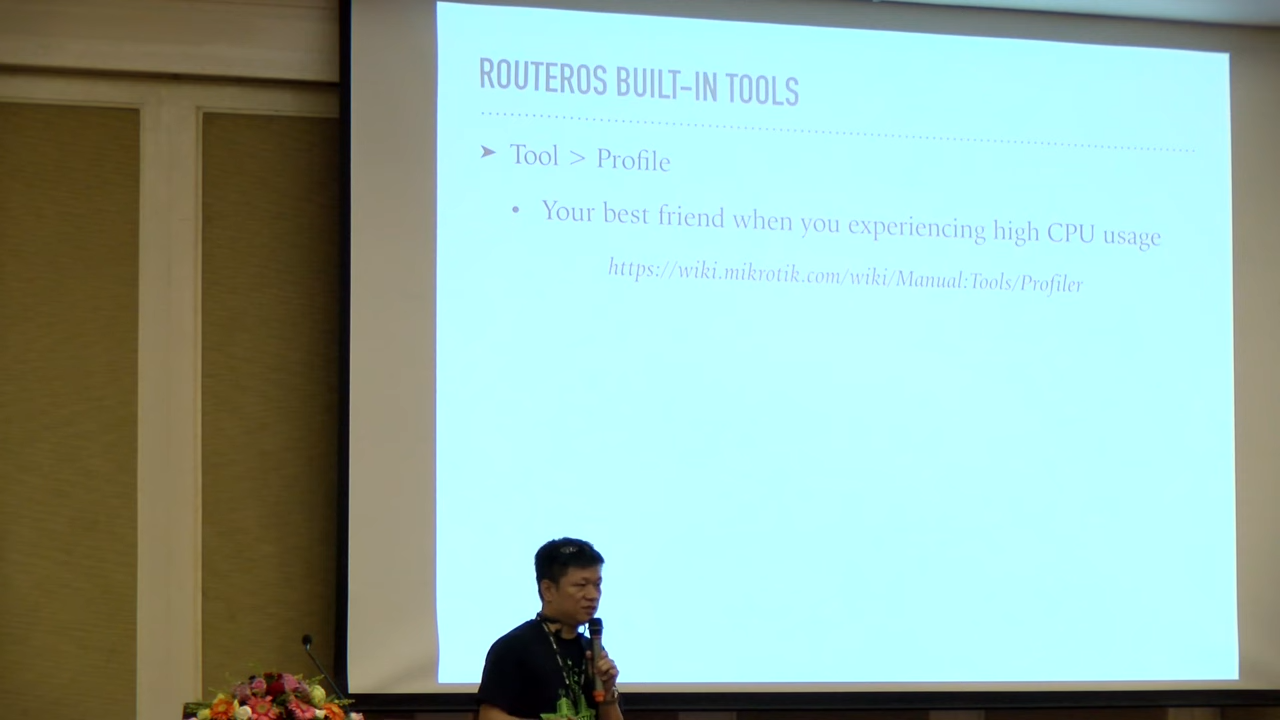 ROUTEROS BUILT-IN TOOLS
➤ Tool > Profile
• Your best friend when you experiencing high CPU usage
https://wiki.mikrotik.com/wiki/Manual:Tools/Profiler